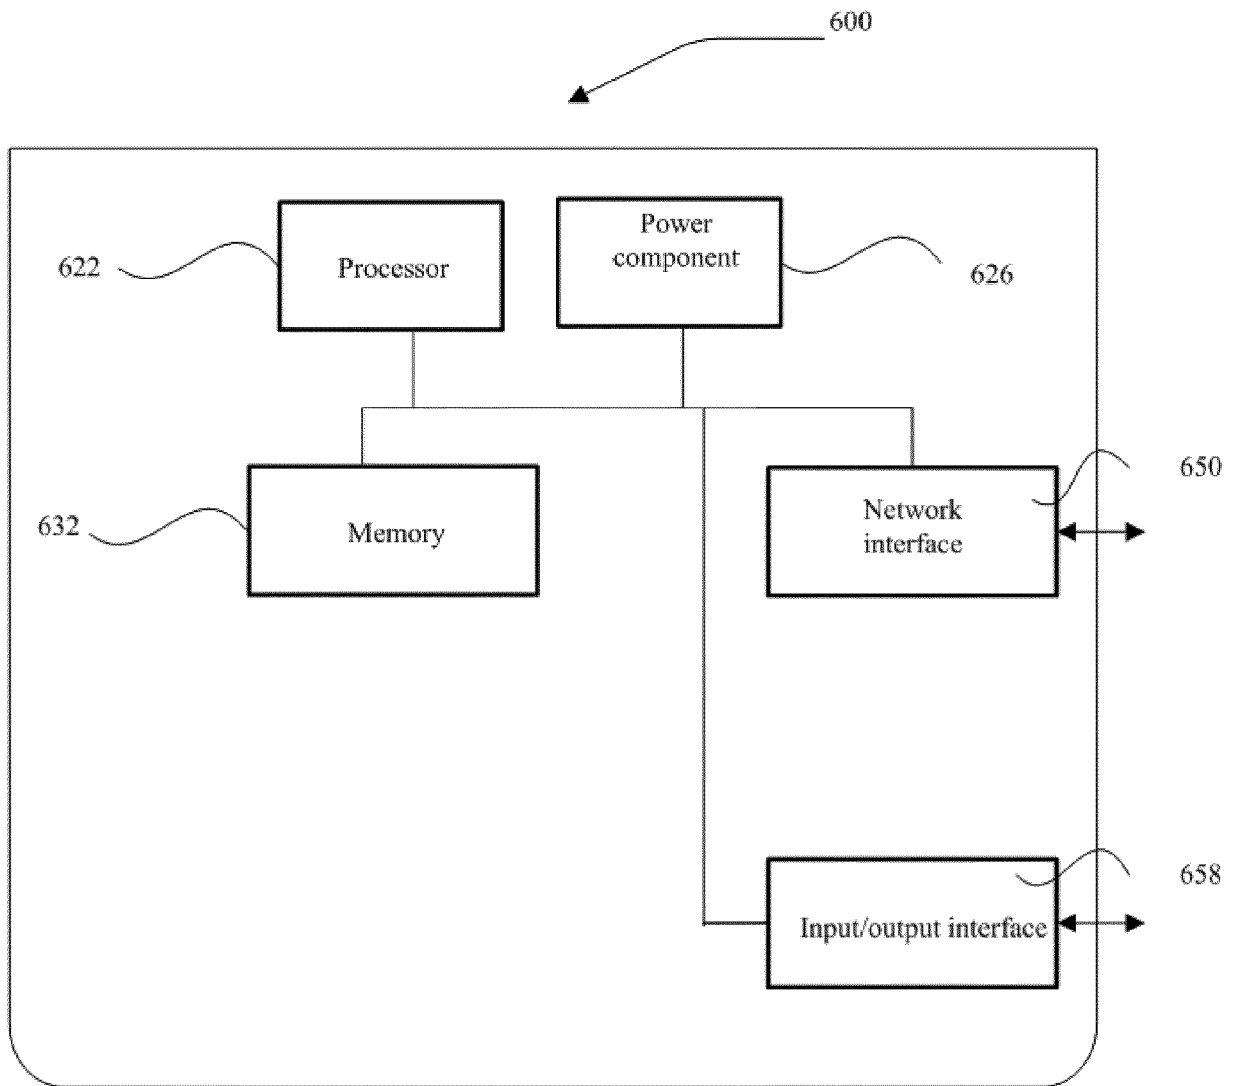 600
Processor
Power
component
622
626
Memory
632
Network
interface
650
Input/output interface
658